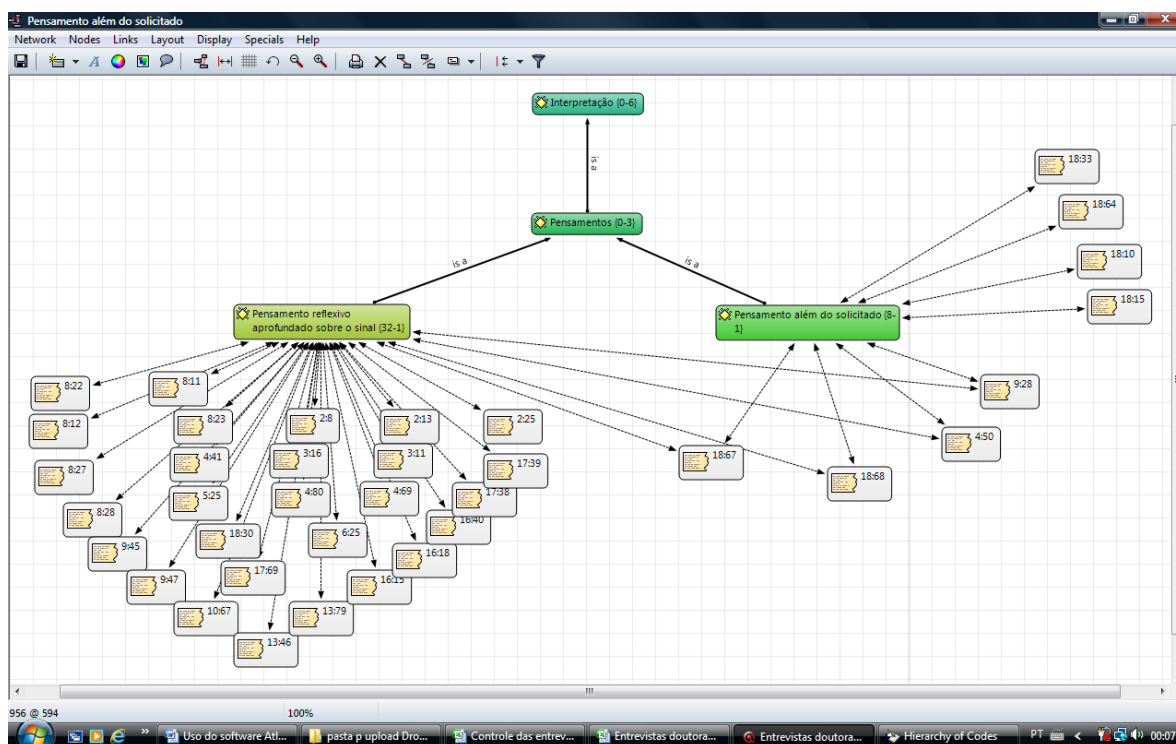 Pensamento além do solicitado
Network Nodes Links Layout Display Specials Help
Interpretação {0-6}
is a
18:33
18:64
Pensamentos {0-3}
18:10
is a
is a
18:15
Pensamento reflexivo
aprofundado sobre o sinal {32-1}
Pensamento além do solicitado {8-
1}
8:22
8:11
9:28
8:12
8:23
2:8
2:13
2:25
4:50
8:27
4:41
3:16
3:11
17:39
18:67
18:68
8:28
5:25
4:80
4:69
17:38
9:45
18:30
6:25
16:40
9:47
17:69
16:18
10:67
13:79
16:15
13:46
956 @ 594
100%
Uso do software Atl...
pasta p upload Dro...
Controle das entrev...
Entrevistas doutora...
Entrevistas doutora...
Hierarchy of Codes
PT